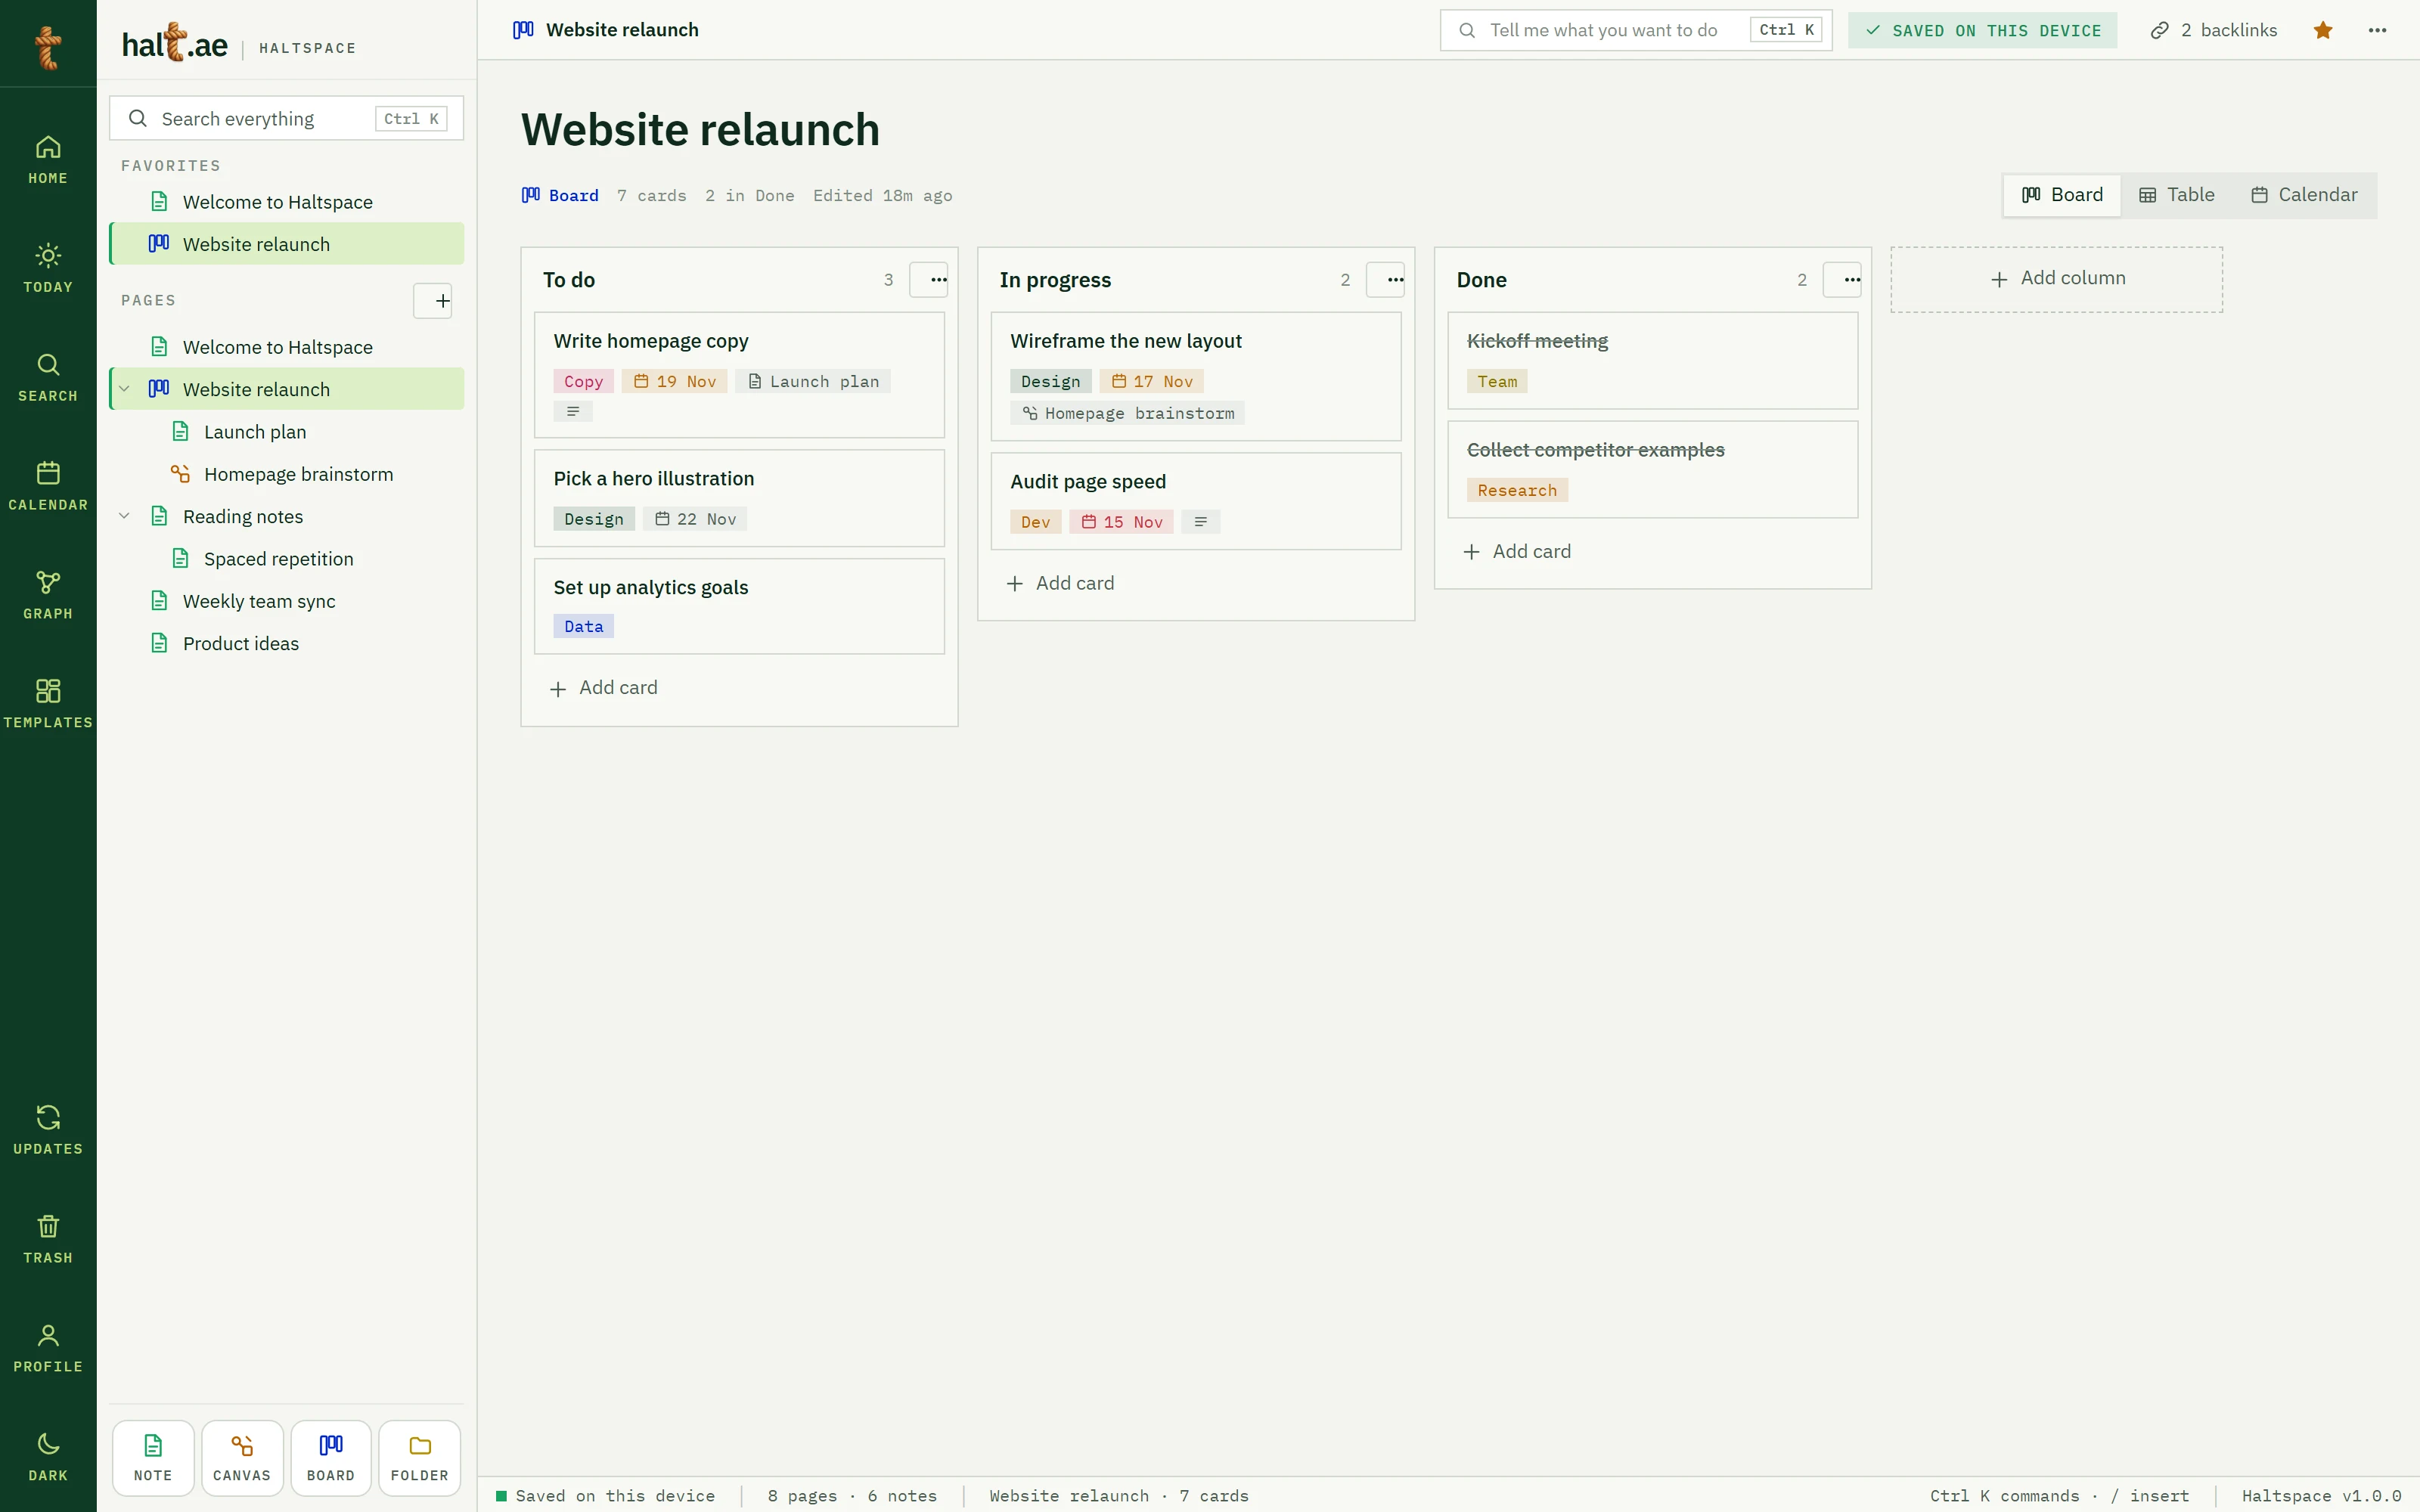 halt.ae | HALTSPACE
HOME
TODAY
SEARCH
CALENDAR
GRAPH
TEMPLATES
UPDATES
TRASH
PROFILE
DARK
Search everything Ctrl K
FAVORITES
Welcome to Haltspace
Website relaunch
PAGES
Welcome to Haltspace
Website relaunch
Launch plan
Homepage brainstorm
Reading notes
Spaced repetition
Weekly team sync
Product ideas
NOTE CANVAS BOARD FOLDER
Website relaunch
Tell me what you want to do Ctrl K
SAVED ON THIS DEVICE
2 backlinks
Website relaunch
Board 7 cards 2 in Done Edited 18m ago
Board Table Calendar
To do 3
Write homepage copy
Copy 19 Nov Launch plan
Pick a hero illustration
Design 22 Nov
Set up analytics goals
Data
Add card
In progress 2
Wireframe the new layout
Design 17 Nov
Homepage brainstorm
Audit page speed
Dev 15 Nov
Add card
Done 2
Kickoff meeting
Team
Collect competitor examples
Research
Add card
Add column
Saved on this device 8 pages · 6 notes Website relaunch · 7 cards
Ctrl K commands · / insert Haltspace v1.0.0